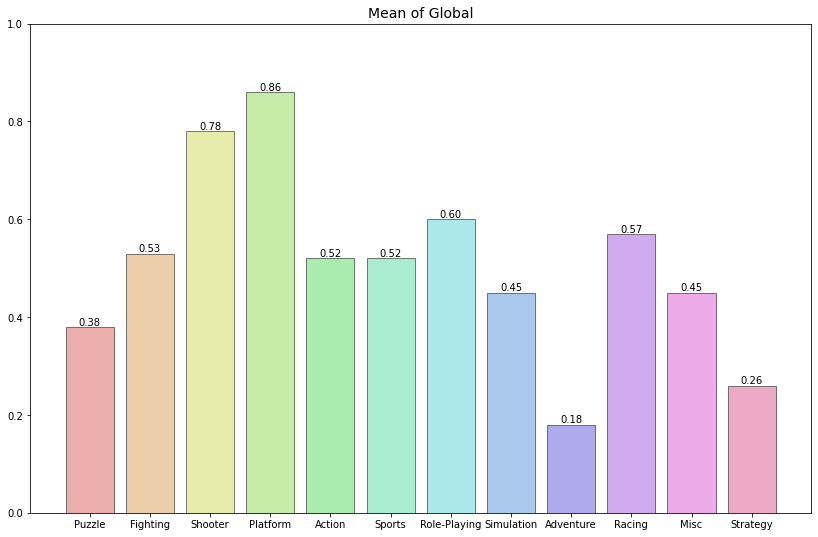 Mean of Global
1.0
0.8
0.6
0.4
0.2
0.0
0.38
0.53
0.78
0.86
0.52
0.52
0.60
0.45
0.18
0.57
0.45
0.26
Puzzle
Fighting
Shooter
Platform
Action
Sports
Role-Playing
Simulation
Adventure
Racing
Misc
Strategy